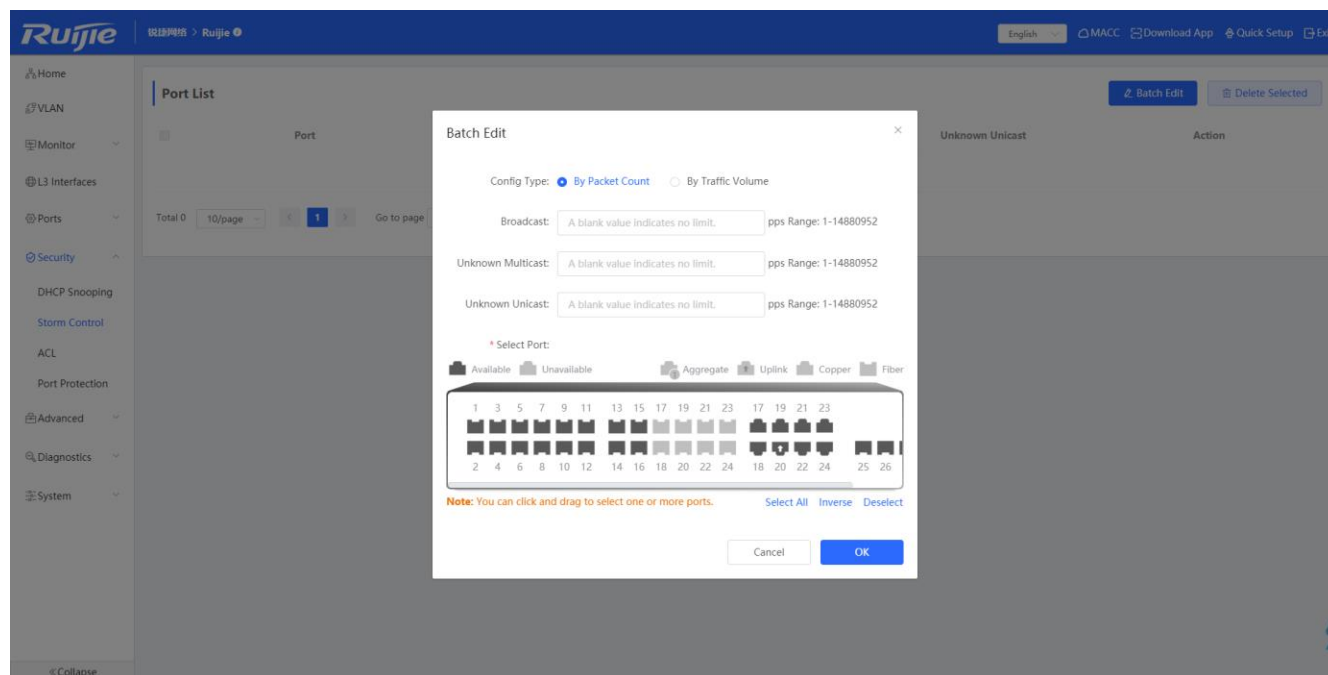 Ruijie
锐捷网络 > Ruijie
English
MACC
Download App
Quick Setup
Home
VLAN
Monitor
L3 Interfaces
Ports
Security
DHCP Snooping
Storm Control
ACL
Port Protection
Advanced
Diagnostics
System
«Collapse
Port List
Batch Edit
Delete Selected
Port
Unknown Unicast
Action
Total 0
10/page
1
Go to page
Batch Edit
Config Type: By Packet Count By Traffic Volume
Broadcast: A blank value indicates no limit. pps Range: 1-14880952
Unknown Multicast: A blank value indicates no limit. pps Range: 1-14880952
Unknown Unicast: A blank value indicates no limit. pps Range: 1-14880952
* Select Port:
Available Unavailable Aggregate Uplink Copper Fiber
1 3 5 7 9 11 13 15 17 19 21 23 17 19 21 23
2 4 6 8 10 12 14 16 18 20 22 24 18 20 22 24 25 26
Note: You can click and drag to select one or more ports.
Select All Inverse Deselect
Cancel OK